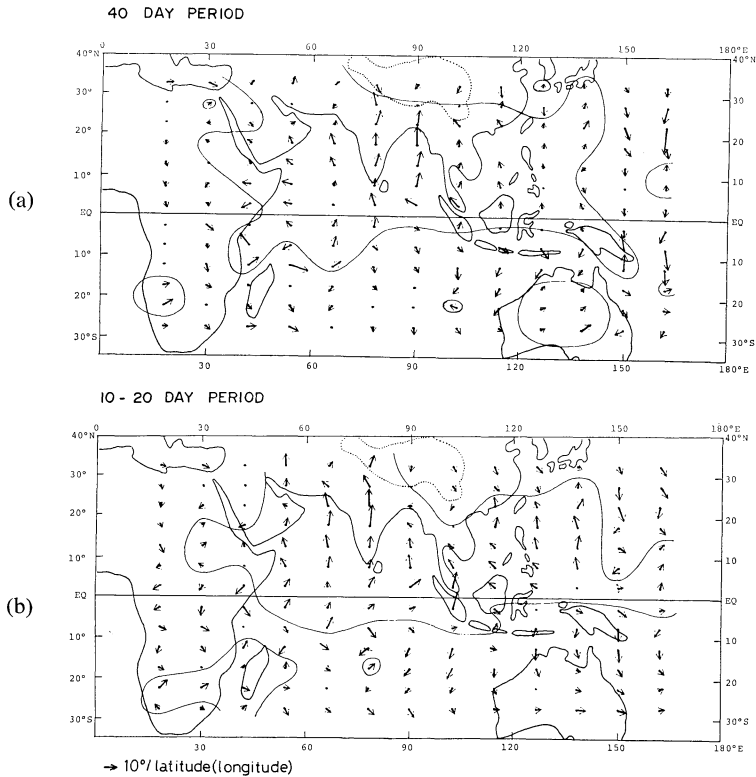 40 DAY PERIOD
0 30 60 90 120 150 180°E
40°N 40°N
30° 30
20° 20
(a)
10° 10
EQ EQ
10° 10
20° 20
30°S 30°S
30 60 90 120 150 180°E
10 - 20 DAY PERIOD
0 30 60 90 120 150 180°E
40°N 40°N
30° 30
20° 20
10° 10
(b)
EQ EQ
10° 10
20° 20
30°S 30°S
30 60 90 120 150 180°E
10°/latitude(longitude)